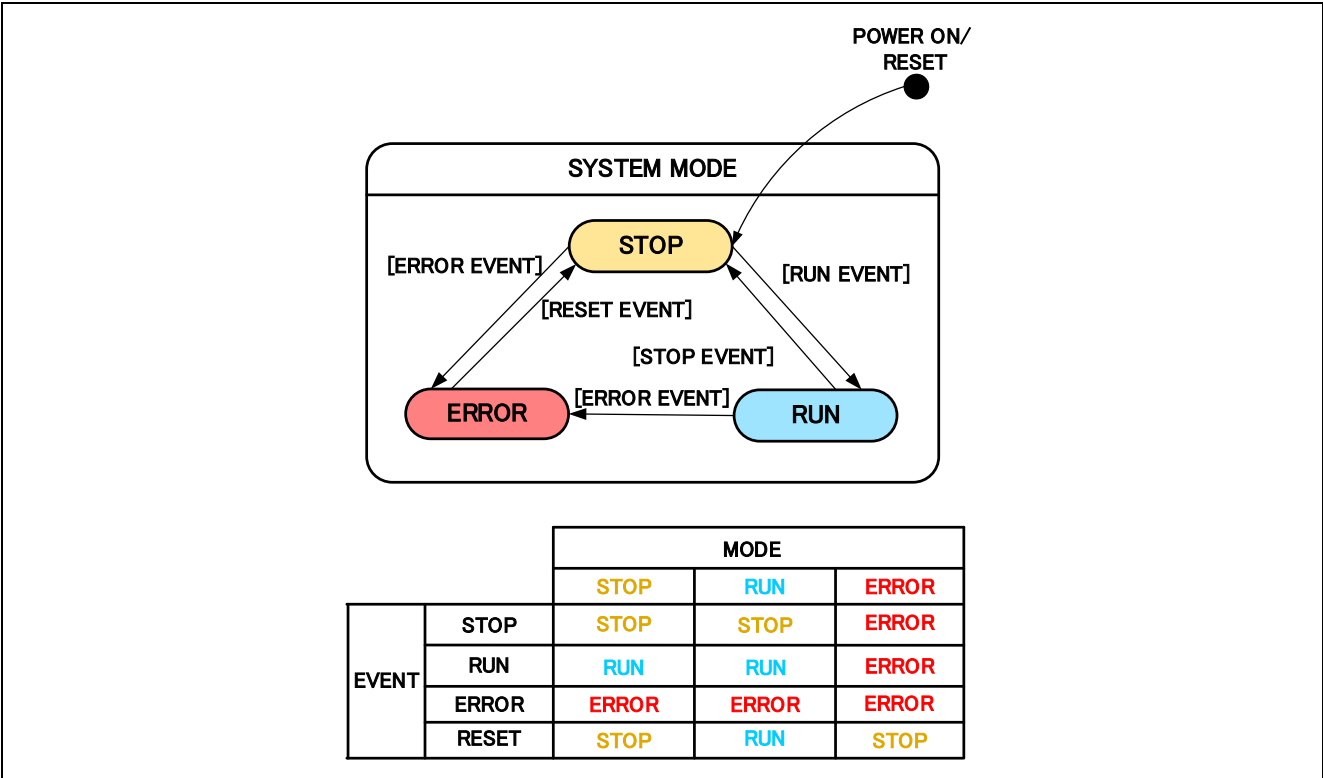 POWER ON/
RESET
SYSTEM MODE
STOP
[ERROR EVENT]
[RUN EVENT]
[RESET EVENT]
[STOP EVENT]
[ERROR EVENT]
ERROR
RUN
MODE
STOP RUN ERROR
EVENT
STOP STOP STOP ERROR
RUN RUN RUN ERROR
ERROR ERROR ERROR ERROR
RESET STOP RUN STOP